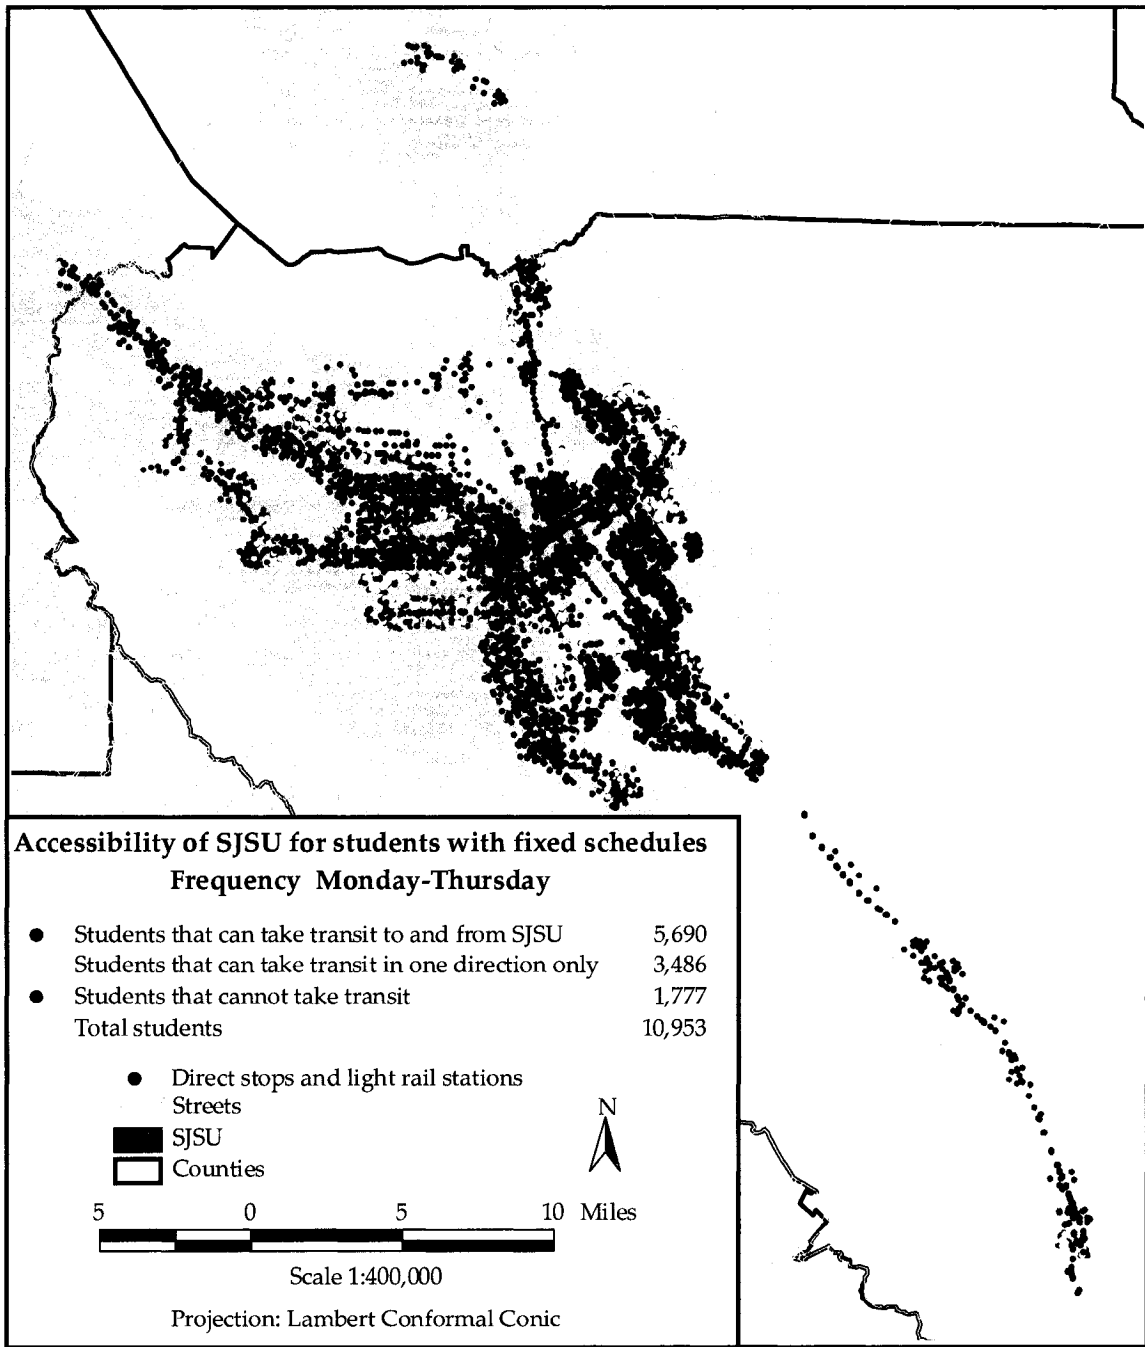 Accessibility of SJSU for students with fixed schedules
Frequency Monday-Thursday
Students that can take transit to and from SJSU 5,690
Students that can take transit in one direction only 3,486
Students that cannot take transit 1,777
Total students 10,953
Direct stops and light rail stations
Streets
SJSU
Counties
N
5 0 5 10 Miles
Scale 1:400,000
Projection: Lambert Conformal Conic